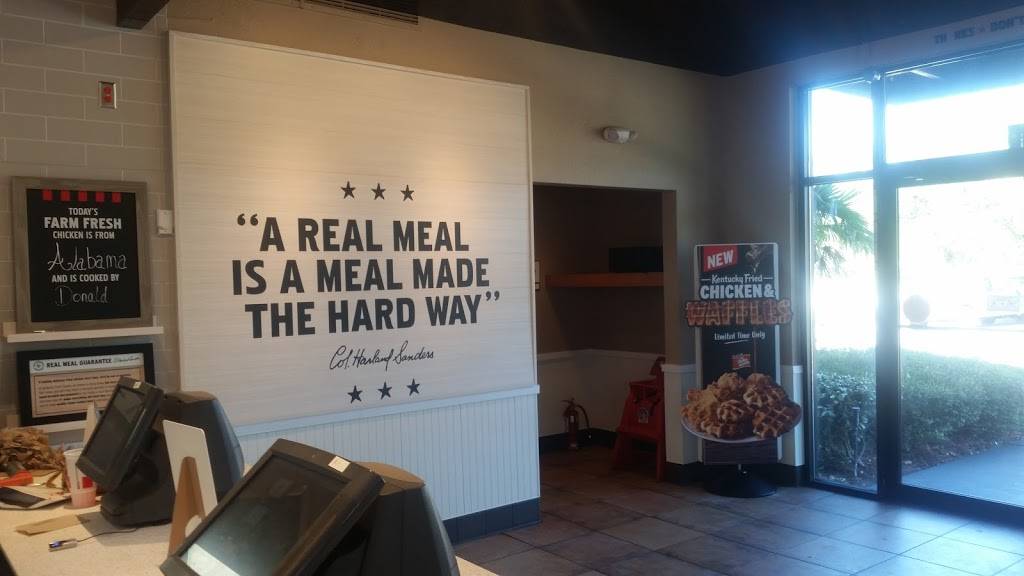 TODAY'S
FARM FRESH
CHICKEN IS FROM
Alabama
AND IS COOKED BY
Donald
REAL MEAL GUARANTEE
"A REAL MEAL
IS A MEAL MADE
THE HARD WAY"
Col. Harland Sanders
NEW
Kentucky Fried
CHICKEN &
WAFFLES
Limited Time Only